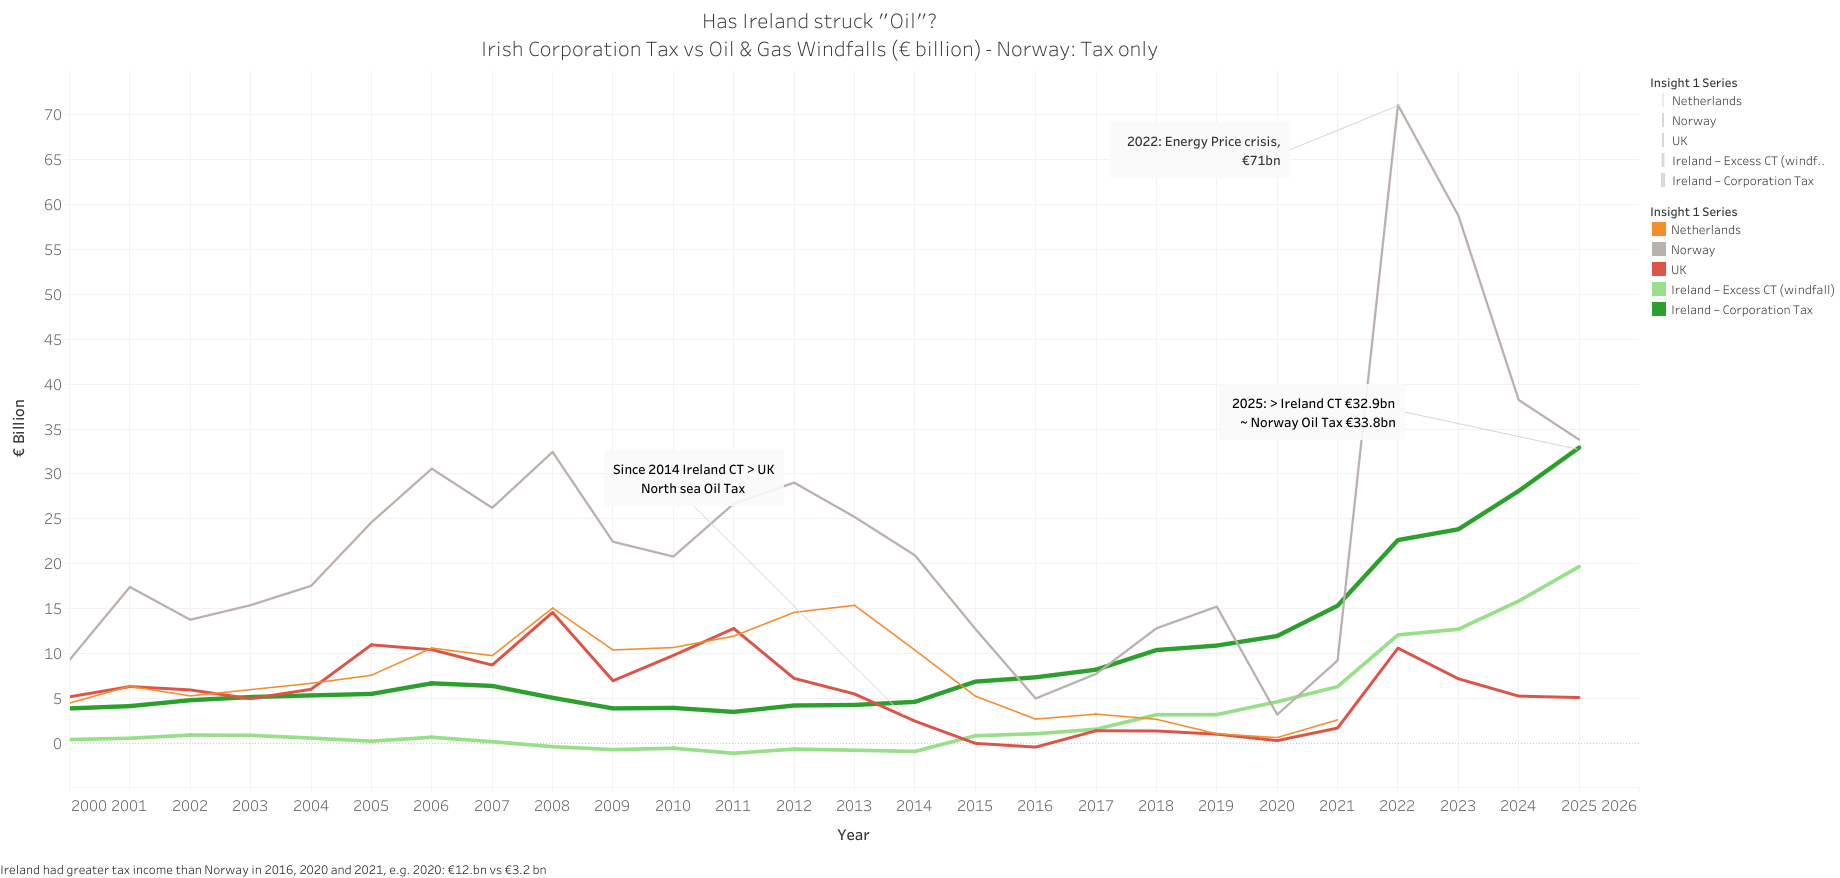 Has Ireland struck "Oil"?
Irish Corporation Tax vs Oil & Gas Windfalls (€ billion) - Norway: Tax only
Insight 1 Series
Netherlands
Norway
UK
Ireland – Excess CT (windf..
Ireland – Corporation Tax
Insight 1 Series
Netherlands
Norway
UK
Ireland – Excess CT (windfall)
Ireland – Corporation Tax
€ Billion
70
65
60
55
50
45
40
35
30
25
20
15
10
5
0
2022: Energy Price crisis,
€71bn
2025: > Ireland CT €32.9bn
~ Norway Oil Tax €33.8bn
Since 2014 Ireland CT > UK
North sea Oil Tax
2000 2001 2002 2003 2004 2005 2006 2007 2008 2009 2010 2011 2012 2013 2014 2015 2016 2017 2018 2019 2020 2021 2022 2023 2024 2025 2026
Year
Ireland had greater tax income than Norway in 2016, 2020 and 2021, e.g. 2020: €12.bn vs €3.2 bn